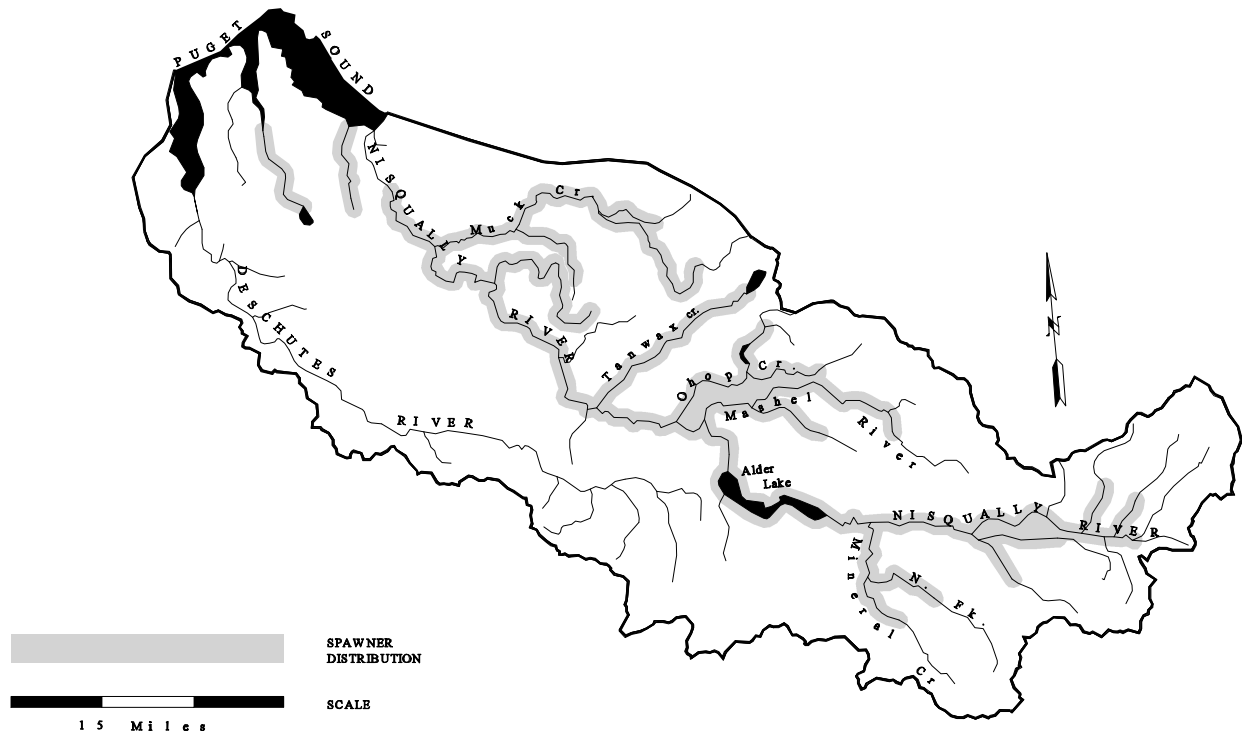 PUGET SOUND
NISQUALLY RIVER
Muck Cr
DESCHUTES RIVER
Tanwax cr.
Ohop Cr.
Mashel River
N
Alder
Lake
NISQUALLY RIVER
Mineral Cr
N. Fk.
SPAWNER
DISTRIBUTION
SCALE
15 Miles